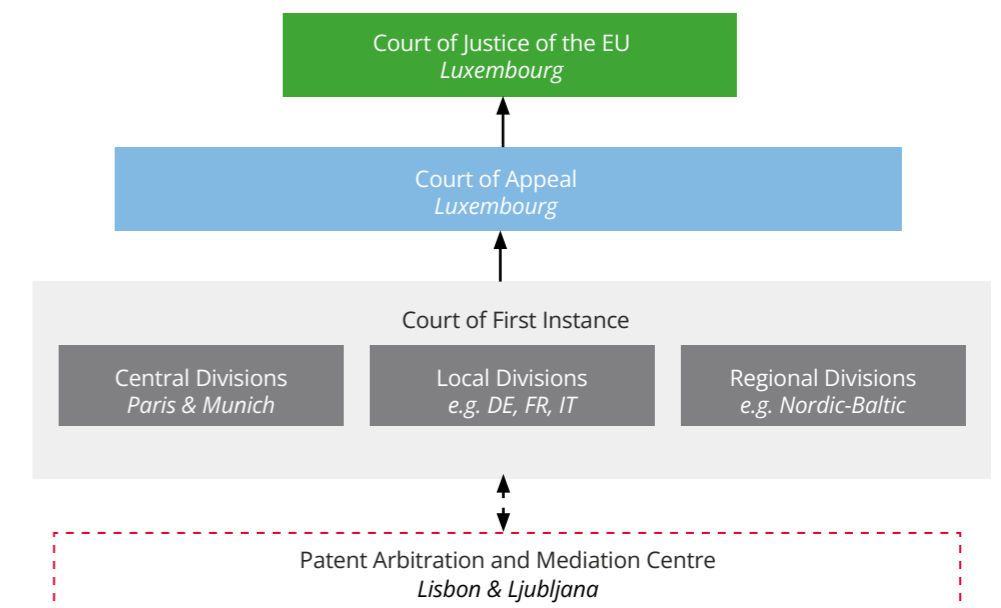 Court of Justice of the EU
Luxembourg
Court of Appeal
Luxembourg
Court of First Instance
Central Divisions
Paris & Munich
Local Divisions
e.g. DE, FR, IT
Regional Divisions
e.g. Nordic-Baltic
Patent Arbitration and Mediation Centre
Lisbon & Ljubljana